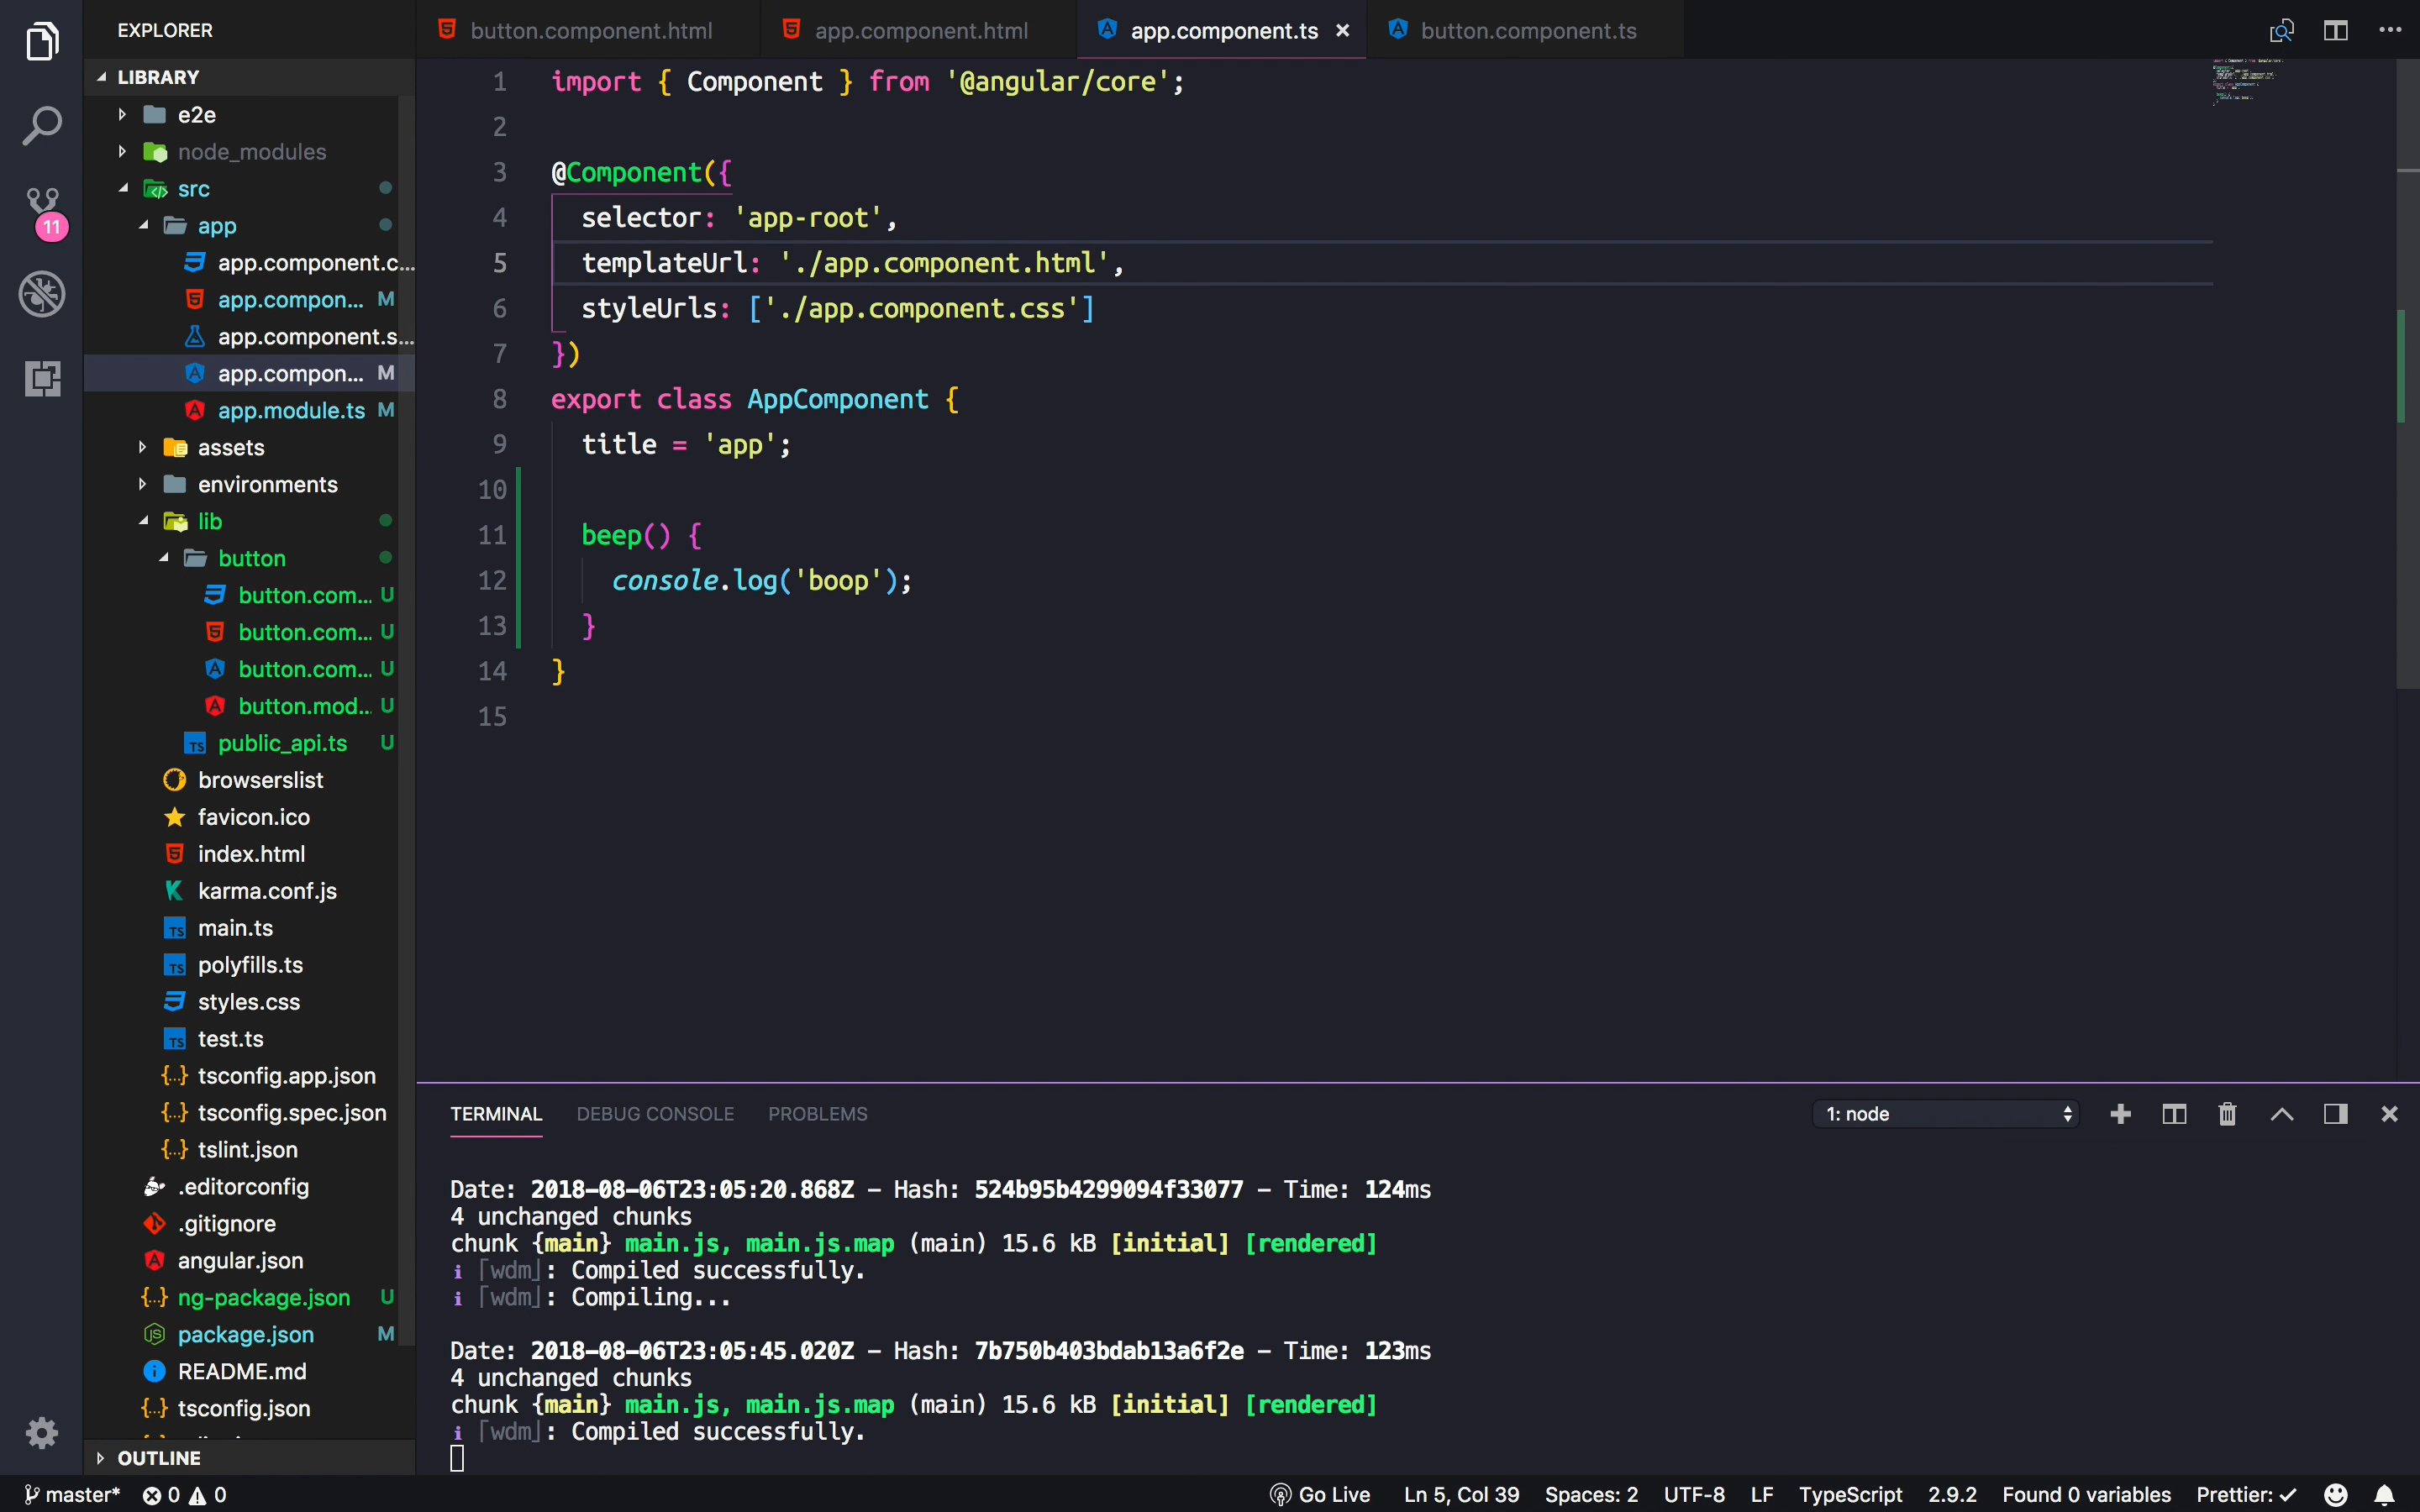 EXPLORER
LIBRARY
e2e
node_modules
src
app
app.component.c...
app.compon... M
app.component.s...
app.compon... M
app.module.ts M
assets
environments
lib
button
button.com... U
button.com... U
button.com... U
button.mod... U
public_api.ts U
browserslist
favicon.ico
index.html
karma.conf.js
main.ts
polyfills.ts
styles.css
test.ts
tsconfig.app.json
tsconfig.spec.json
tslint.json
.editorconfig
.gitignore
angular.json
ng-package.json U
package.json M
README.md
tsconfig.json
OUTLINE
11
button.component.html app.component.html app.component.ts × button.component.ts
1 import { Component } from '@angular/core';
2
3 @Component({
4 selector: 'app-root',
5 templateUrl: './app.component.html',
6 styleUrls: ['./app.component.css']
7 })
8 export class AppComponent {
9 title = 'app';
10
11 beep() {
12 console.log('boop');
13 }
14 }
15
TERMINAL DEBUG CONSOLE PROBLEMS 1: node
Date: 2018-08-06T23:05:20.868Z - Hash: 524b95b4299094f33077 - Time: 124ms
4 unchanged chunks
chunk {main} main.js, main.js.map (main) 15.6 kB [initial] [rendered]
i ｢wdm｣: Compiled successfully.
i ｢wdm｣: Compiling...
Date: 2018-08-06T23:05:45.020Z - Hash: 7b750b403bdab13a6f2e - Time: 123ms
4 unchanged chunks
chunk {main} main.js, main.js.map (main) 15.6 kB [initial] [rendered]
i ｢wdm｣: Compiled successfully.
master* 0 0 Go Live Ln 5, Col 39 Spaces: 2 UTF-8 LF TypeScript 2.9.2 Found 0 variables Prettier: ✓